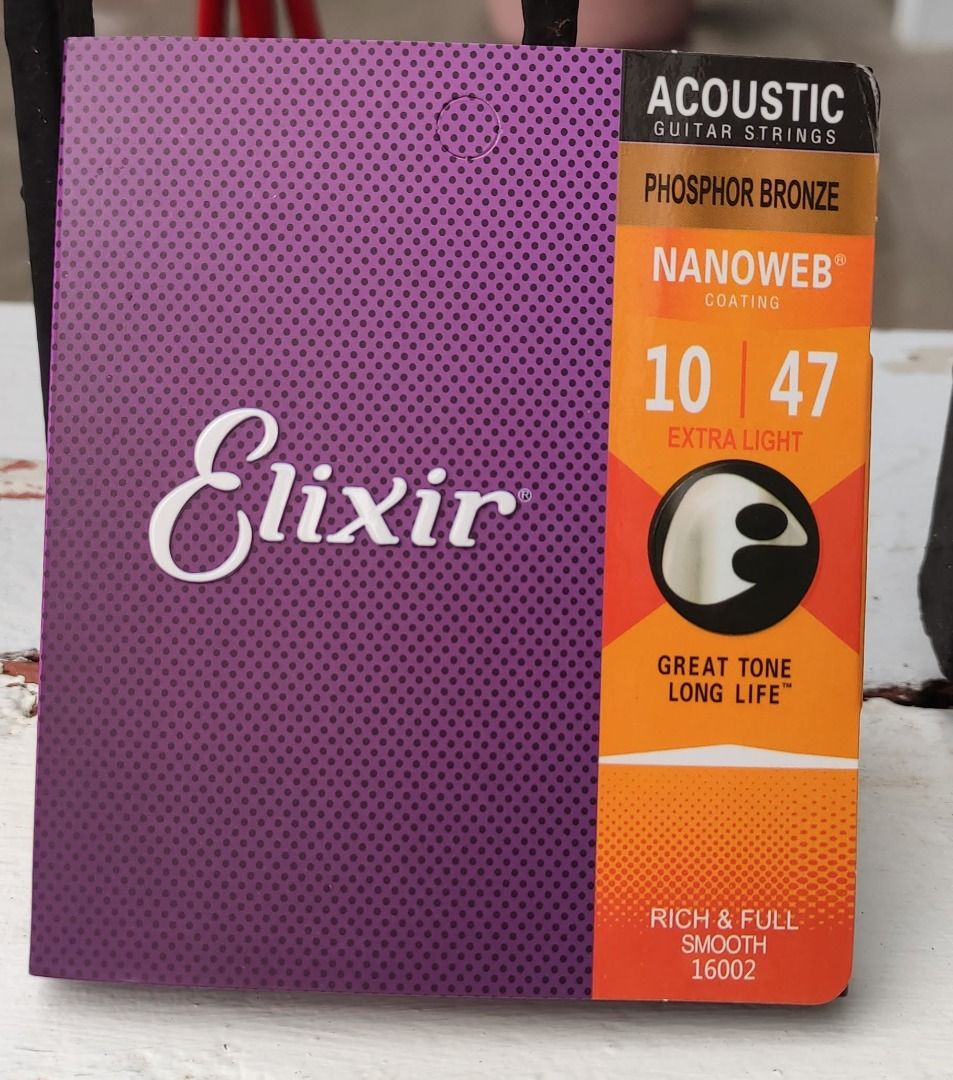 Elixir®
ACOUSTIC
GUITAR STRINGS
PHOSPHOR BRONZE
NANOWEB®
COATING
10 | 47
EXTRA LIGHT
GREAT TONE
LONG LIFE™
RICH & FULL
SMOOTH
16002